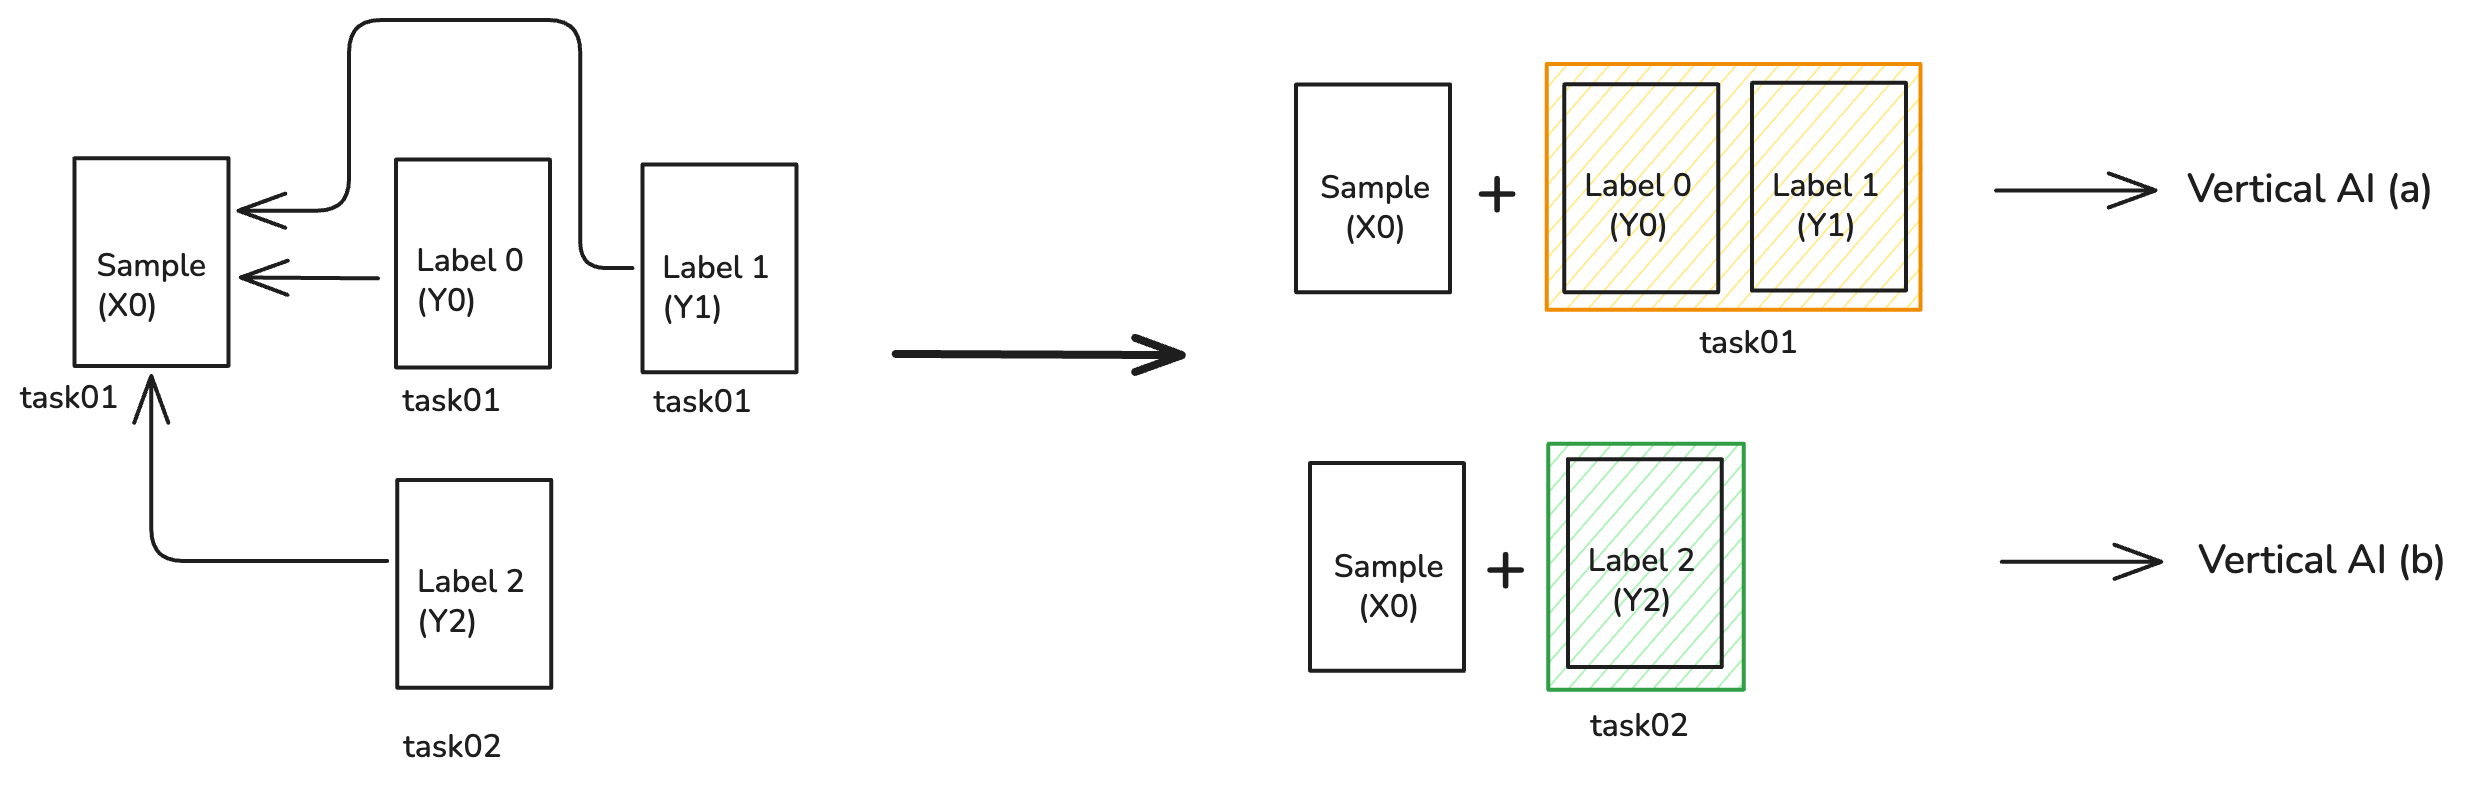 Sample
(X0)
task01
Label 0
(Y0)
task01
Label 1
(Y1)
task01
Label 2
(Y2)
task02
Sample
(X0)
+
Label 0
(Y0)
Label 1
(Y1)
task01
Vertical AI (a)
Sample
(X0)
+
Label 2
(Y2)
task02
Vertical AI (b)